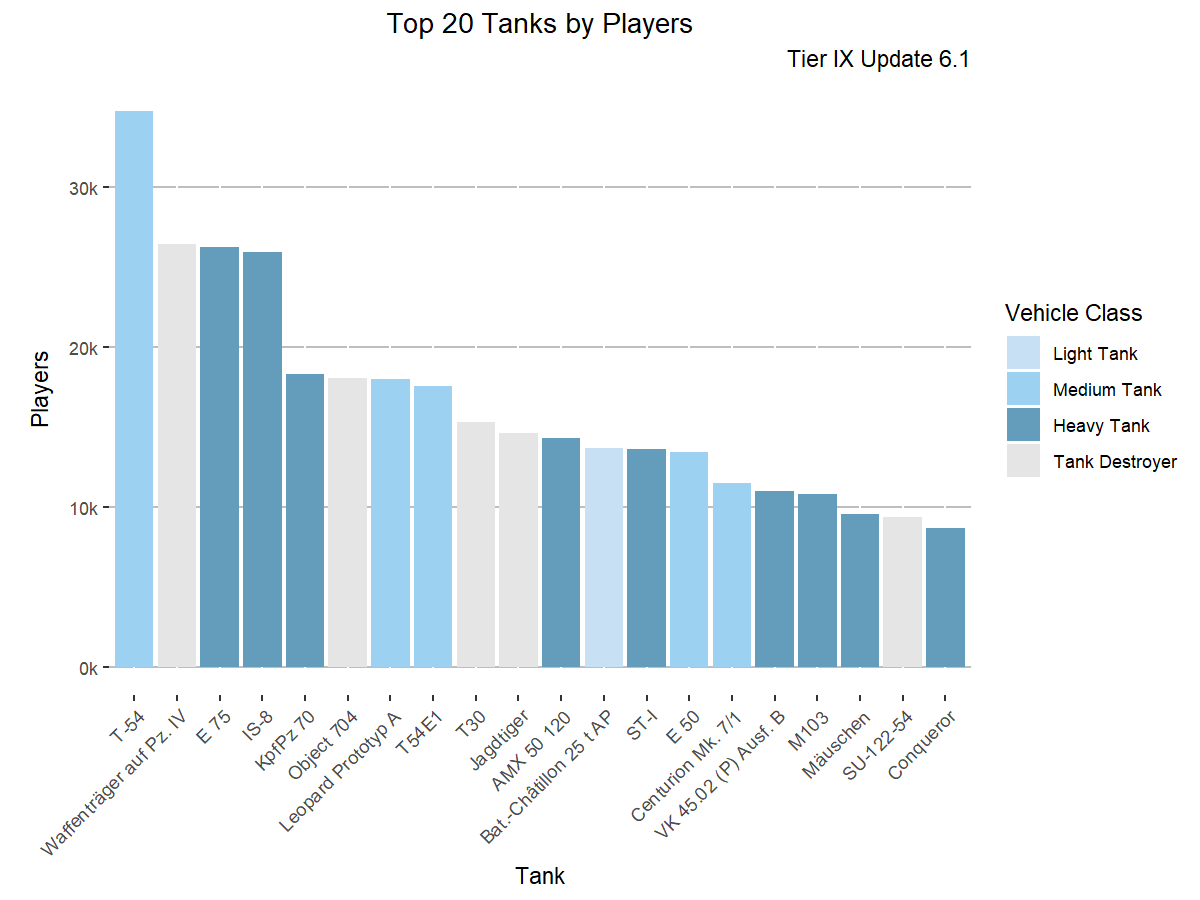 Top 20 Tanks by Players
Tier IX Update 6.1
Players
30k
20k
10k
0k
T-54
Waffenträger auf Pz. IV
E 75
IS-8
KpfPz 70
Object 704
Leopard Prototyp A
T54E1
T30
Jagdtiger
AMX 50 120
Bat.-Châtillon 25 t AP
ST-I
E 50
Centurion Mk. 7/1
VK 45.02 (P) Ausf. B
M103
Mäuschen
SU-122-54
Conqueror
Tank
Vehicle Class
Light Tank
Medium Tank
Heavy Tank
Tank Destroyer